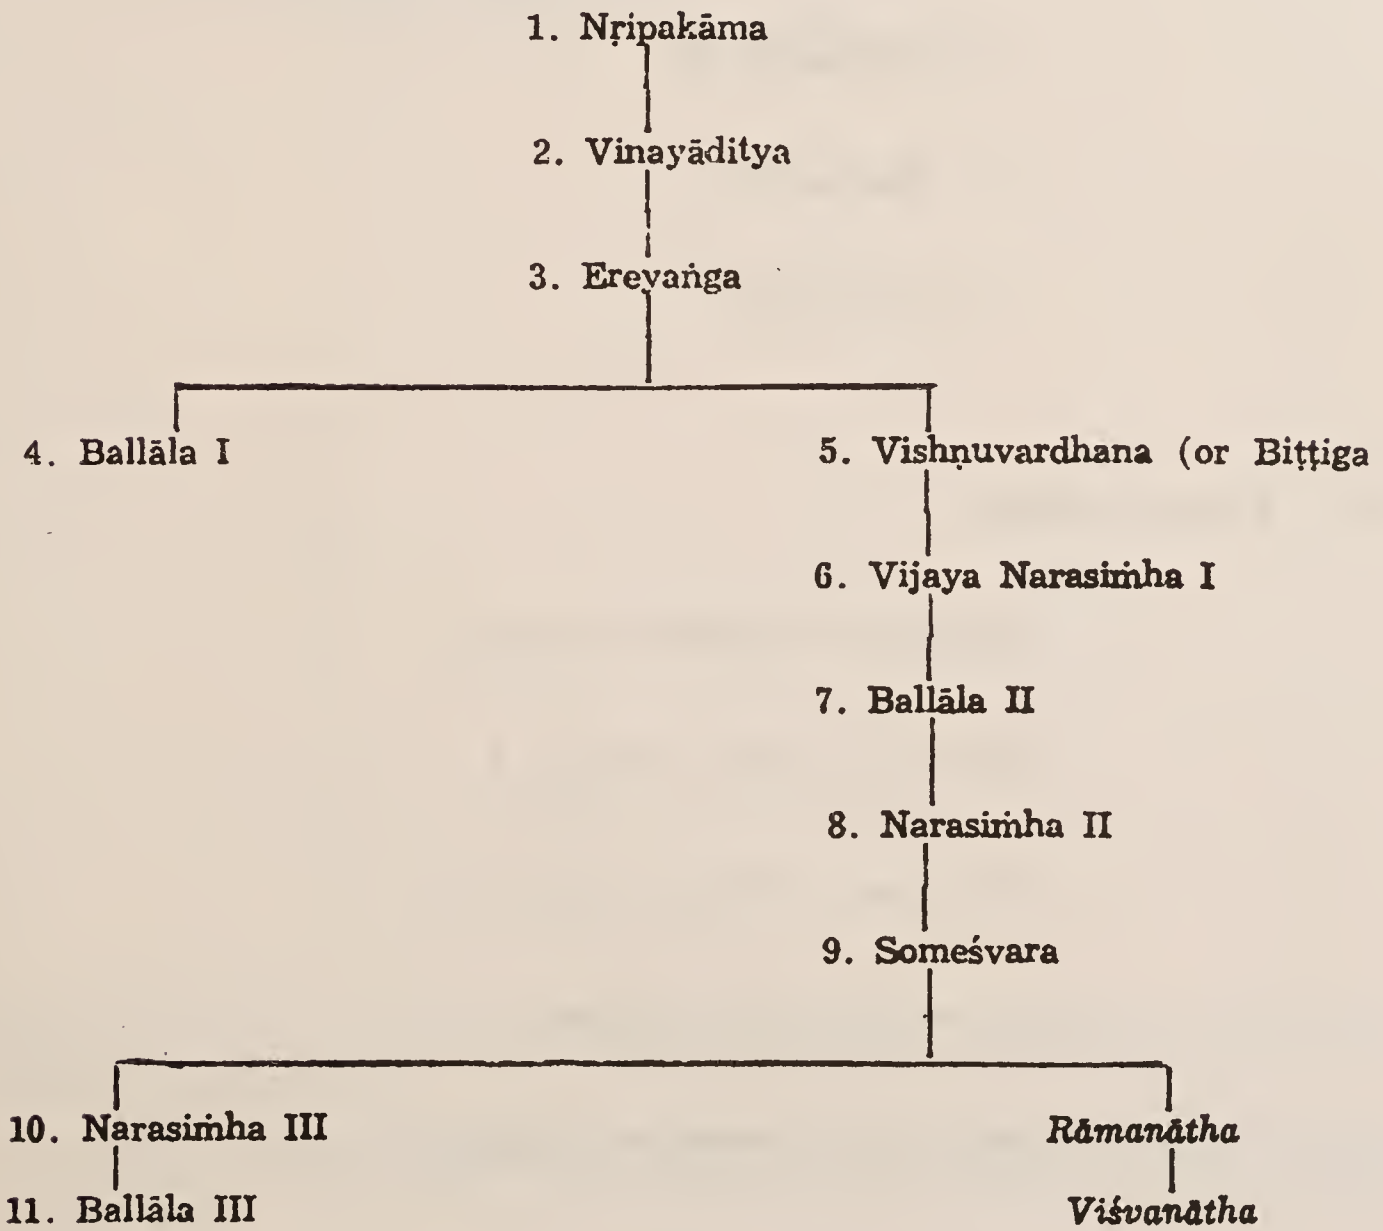 1. Nṛipakāma
2. Vinayāditya
3. Ereyaṅga
4. Ballāla I 5. Vishṇuvardhana (or Biṭṭiga
6. Vijaya Narasiṁha I
7. Ballāla II
8. Narasiṁha II
9. Someśvara
10. Narasiṁha III Rāmanātha
11. Ballāla III Viśvanātha